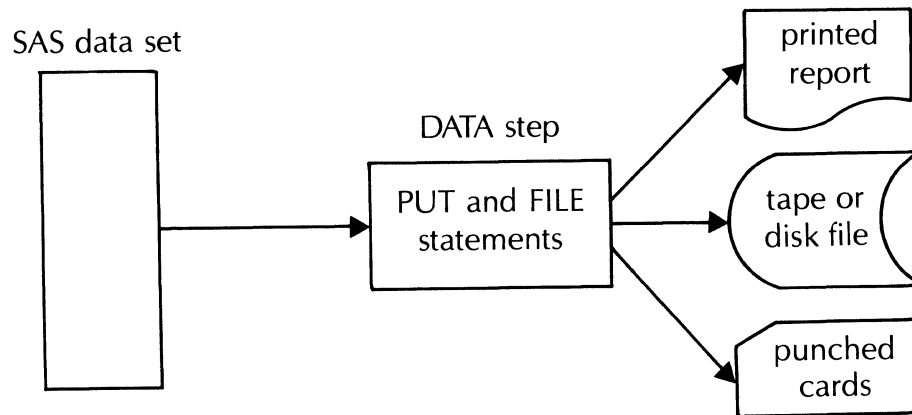 SAS data set
DATA step
PUT and FILE
statements
printed
report
tape or
disk file
punched
cards